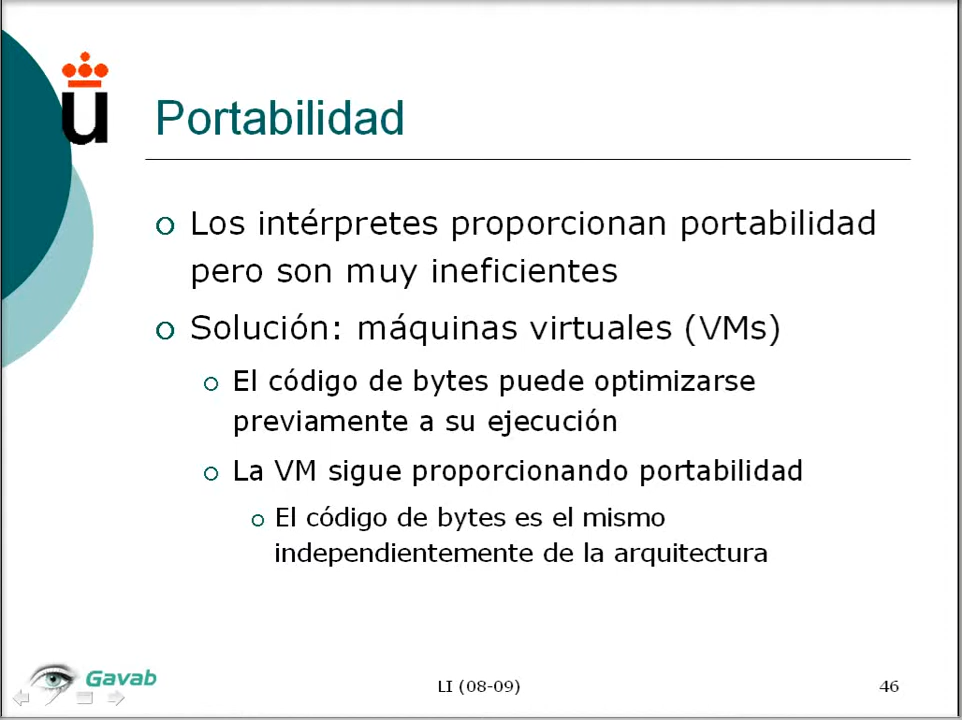 Portabilidad
Los intérpretes proporcionan portabilidad
pero son muy ineficientes
Solución: máquinas virtuales (VMs)
El código de bytes puede optimizarse
previamente a su ejecución
La VM sigue proporcionando portabilidad
El código de bytes es el mismo
independientemente de la arquitectura
Gavab
LI (08-09)
46